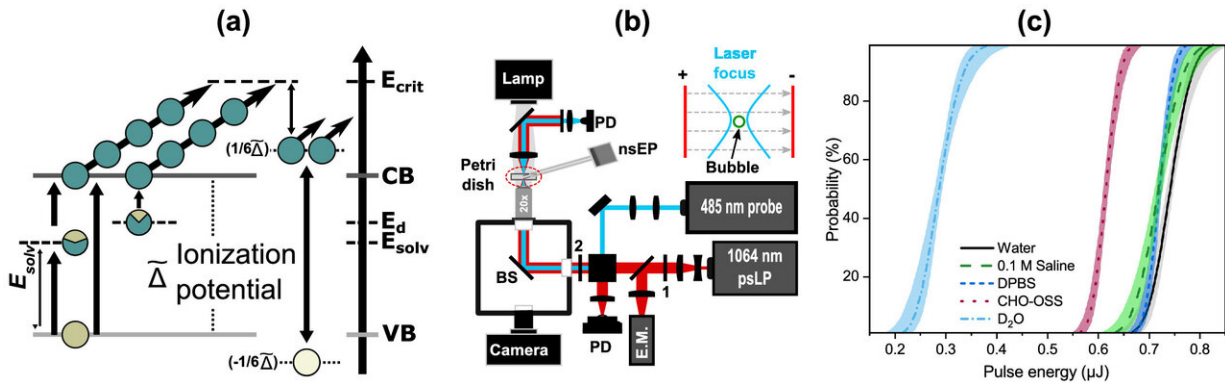 (a)
E_crit
(1/6Δ̃)
CB
E_d
E_solv
E_solv
Δ̃ Ionization
potential
VB
(-1/6Δ̃)
(b)
Lamp
Laser
focus
+
-
PD
nsEP
Petri
dish
Bubble
20x
485 nm probe
2
BS
1064 nm
psLP
1
PD
E.M.
Camera
(c)
Probability (%)
80
60
40
20
Water
0.1 M Saline
DPBS
CHO-OSS
D₂O
0.2 0.3 0.4 0.5 0.6 0.7 0.8
Pulse energy (µJ)